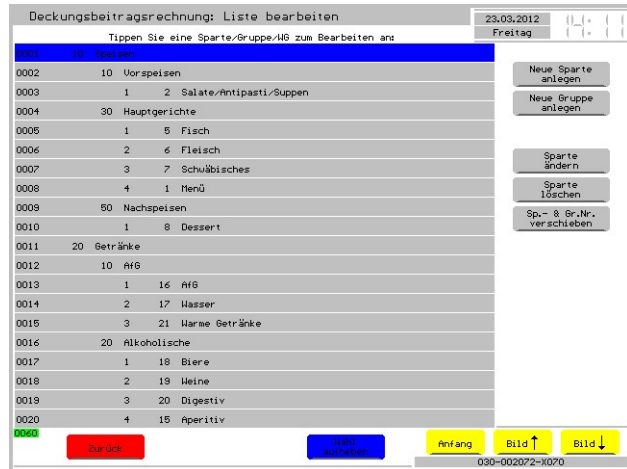 Deckungsbeitragsrechnung: Liste bearbeiten
23.03.2012
Freitag
Tippen Sie eine Sparte/Gruppe/WG zum Bearbeiten an:
0001 10 Speisen
0002 10 Vorspeisen
0003 1 2 Salate/Antipasti/Suppen
0004 30 Hauptgerichte
0005 1 5 Fisch
0006 2 6 Fleisch
0007 3 7 Schwäbisches
0008 4 1 Menü
0009 50 Nachspeisen
0010 1 8 Dessert
0011 20 Getränke
0012 10 AfG
0013 1 16 AfG
0014 2 17 Wasser
0015 3 21 Warme Getränke
0016 20 Alkoholische
0017 1 18 Biere
0018 2 19 Weine
0019 3 20 Digestiv
0020 4 15 Aperitiv
0060
Neue Sparte
anlegen
Neue Gruppe
anlegen
Sparte
ändern
Sparte
löschen
Sp.- & Gr.Nr.
verschieben
Zurück
Wahl
aufheben
Anfang
Bild↑
Bild↓
030-002072-X070